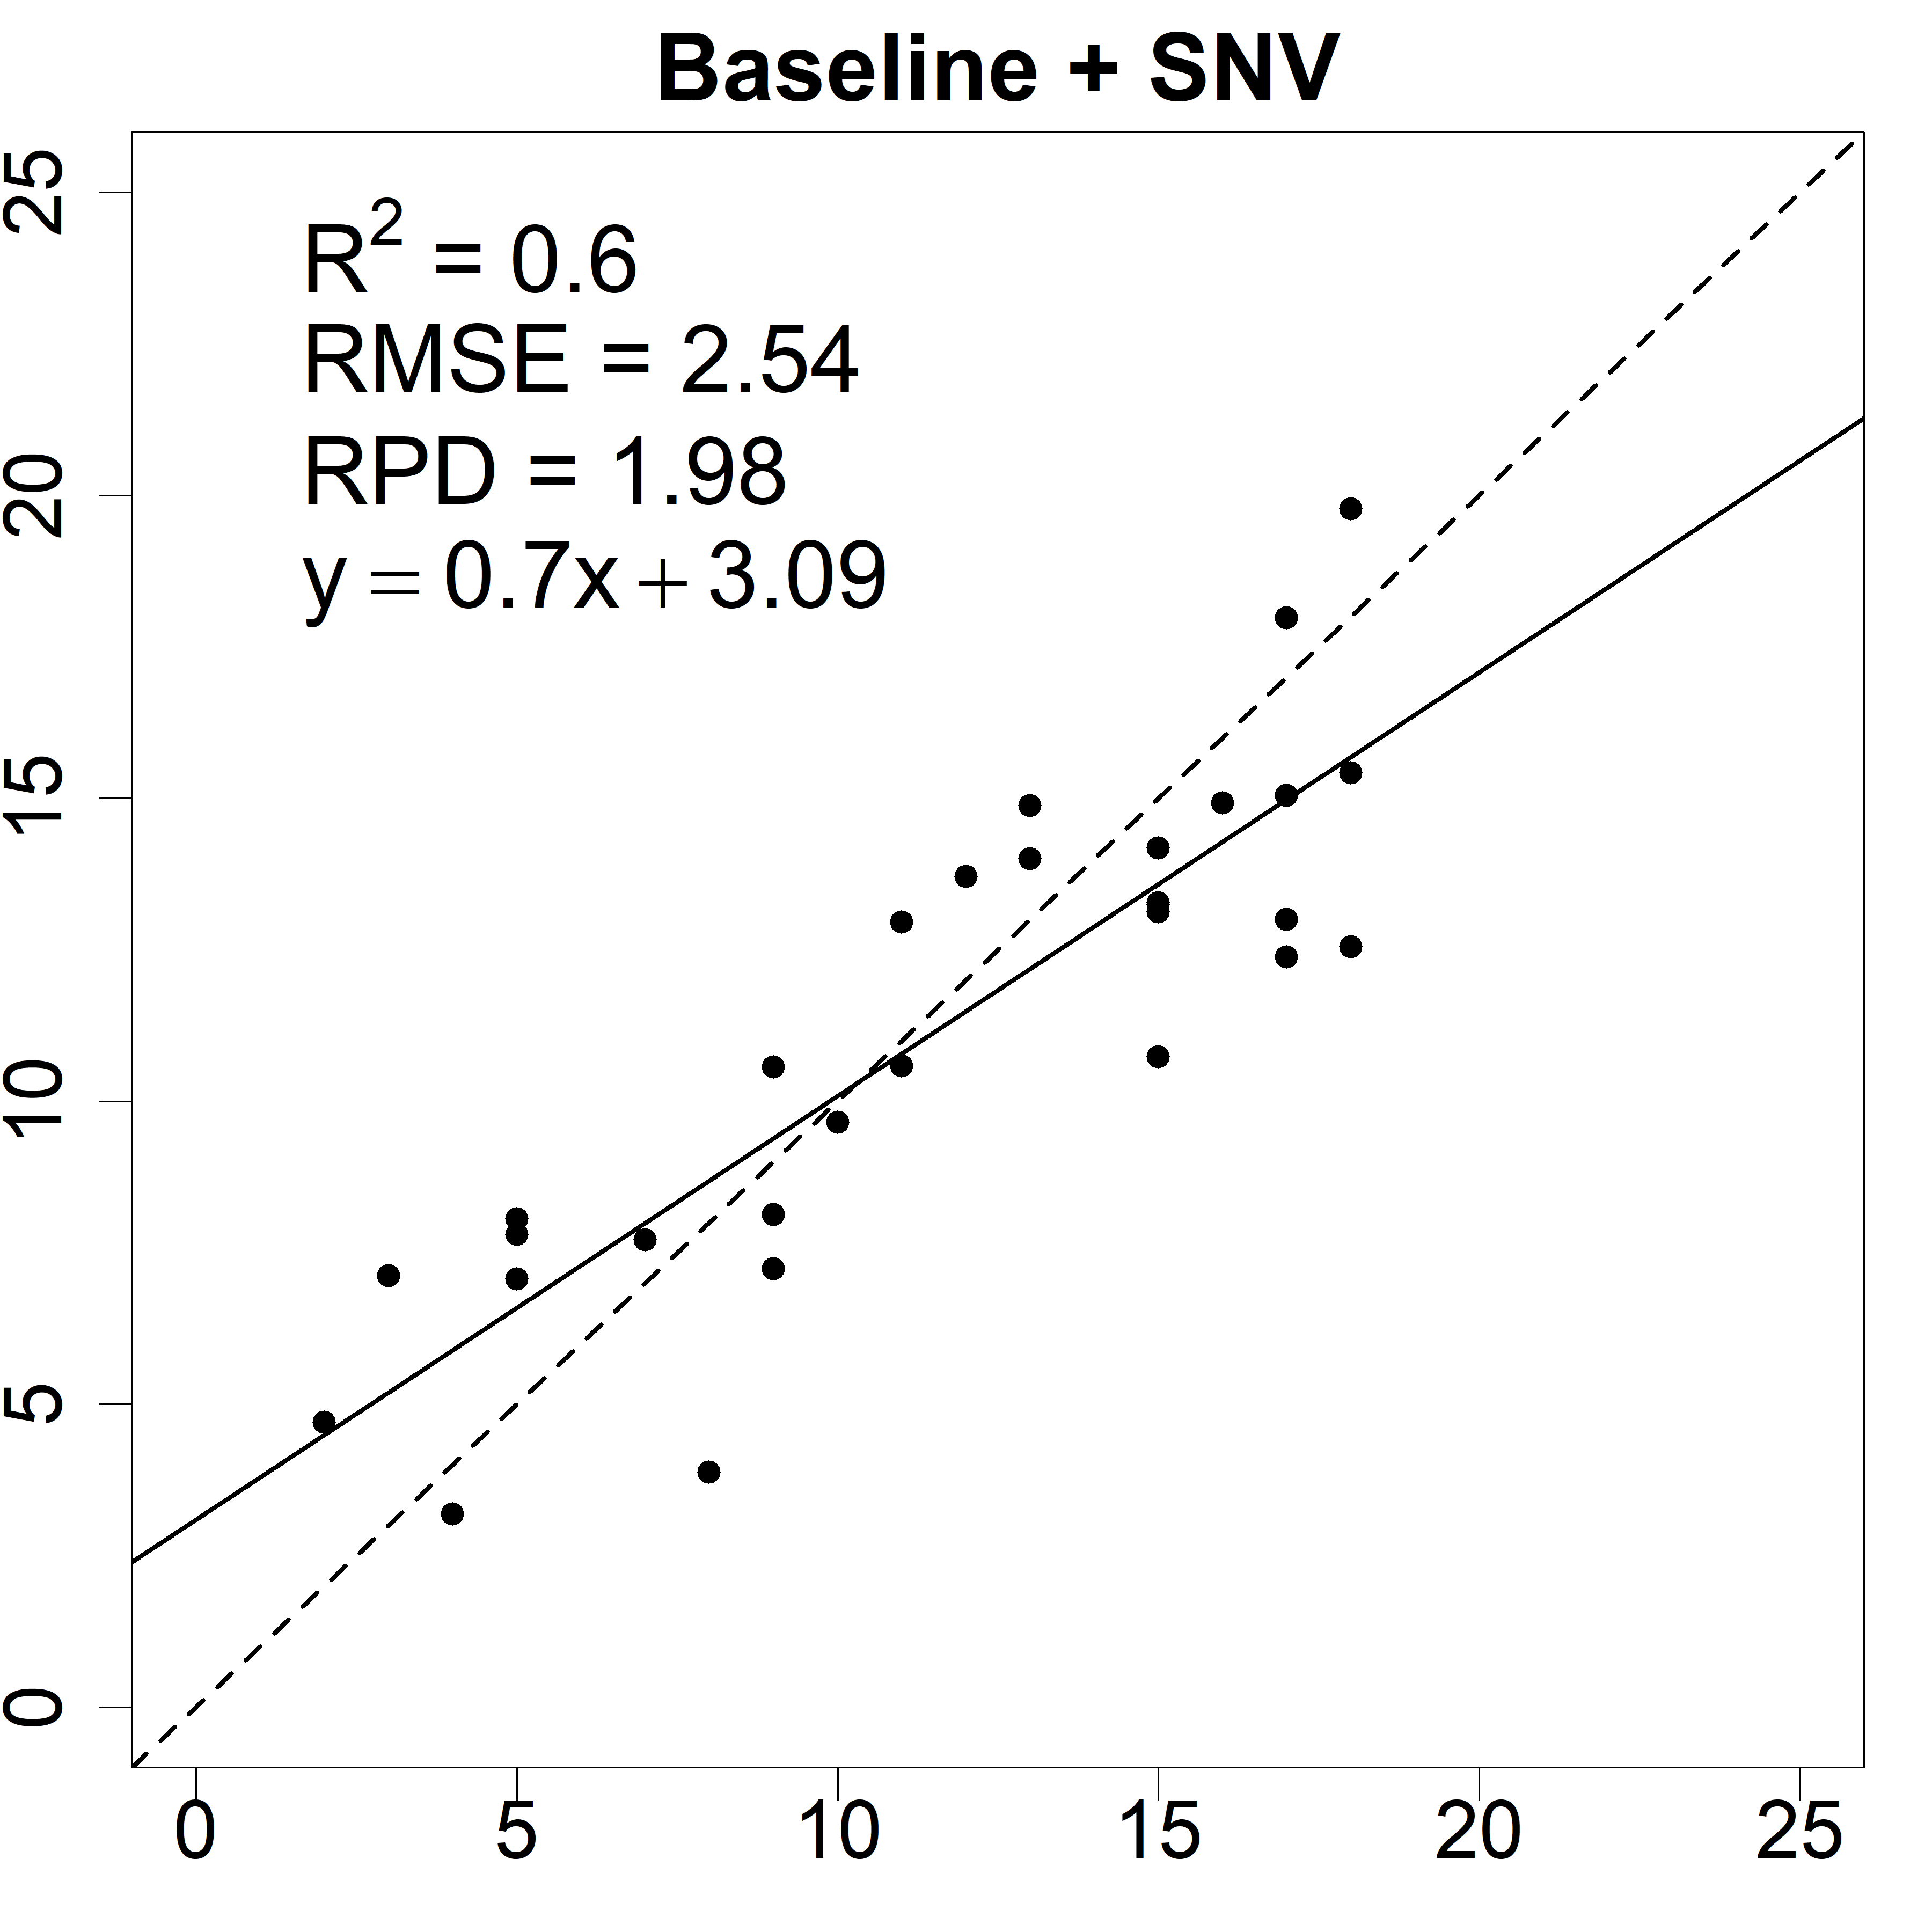 Baseline + SNV
R² = 0.6
RMSE = 2.54
RPD = 1.98
y = 0.7x + 3.09
25
20
15
10
5
0
0 5 10 15 20 25